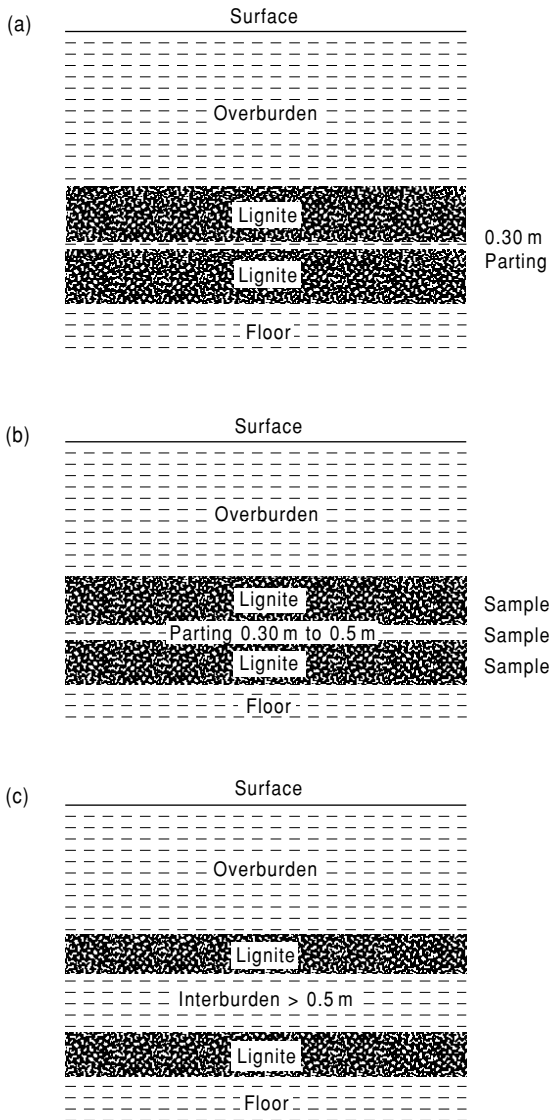 (a)
Surface
Overburden
Lignite
0.30 m
Parting
Lignite
Floor
(b)
Surface
Overburden
Lignite
Sample
Parting 0.30 m to 0.5 m
Sample
Lignite
Sample
Floor
(c)
Surface
Overburden
Lignite
Interburden > 0.5 m
Lignite
Floor